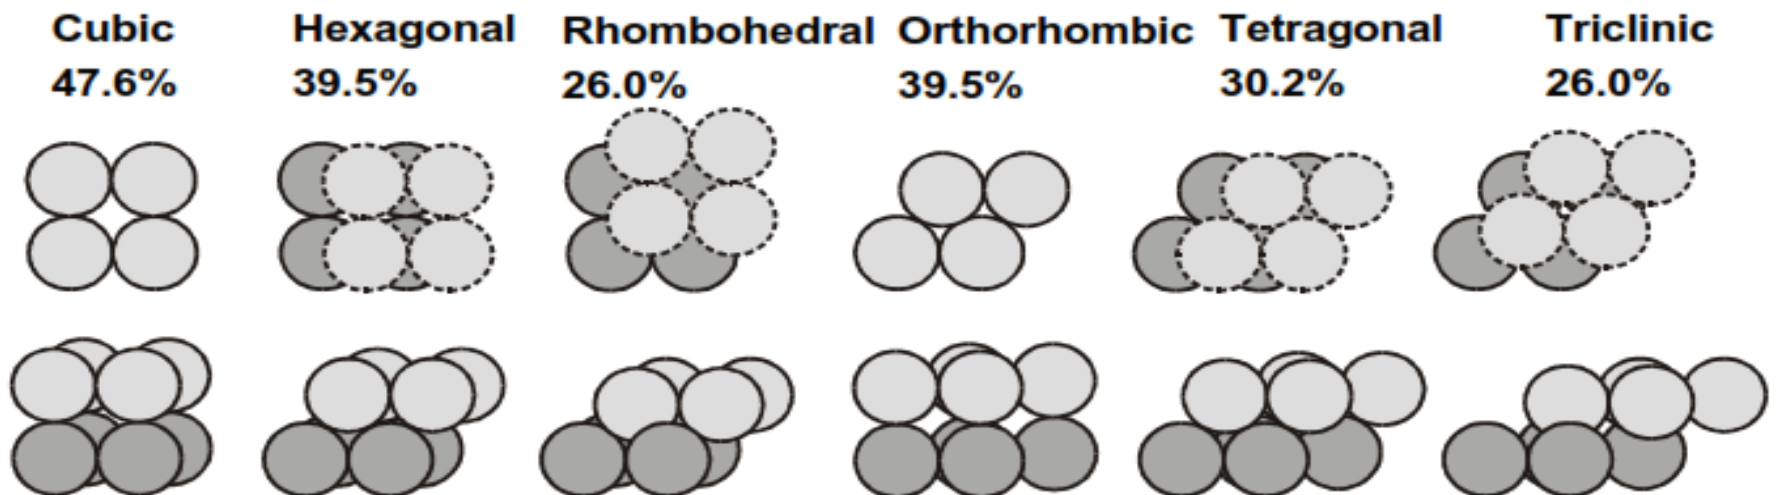 Cubic Hexagonal Rhombohedral Orthorhombic Tetragonal Triclinic
47.6% 39.5% 26.0% 39.5% 30.2% 26.0%